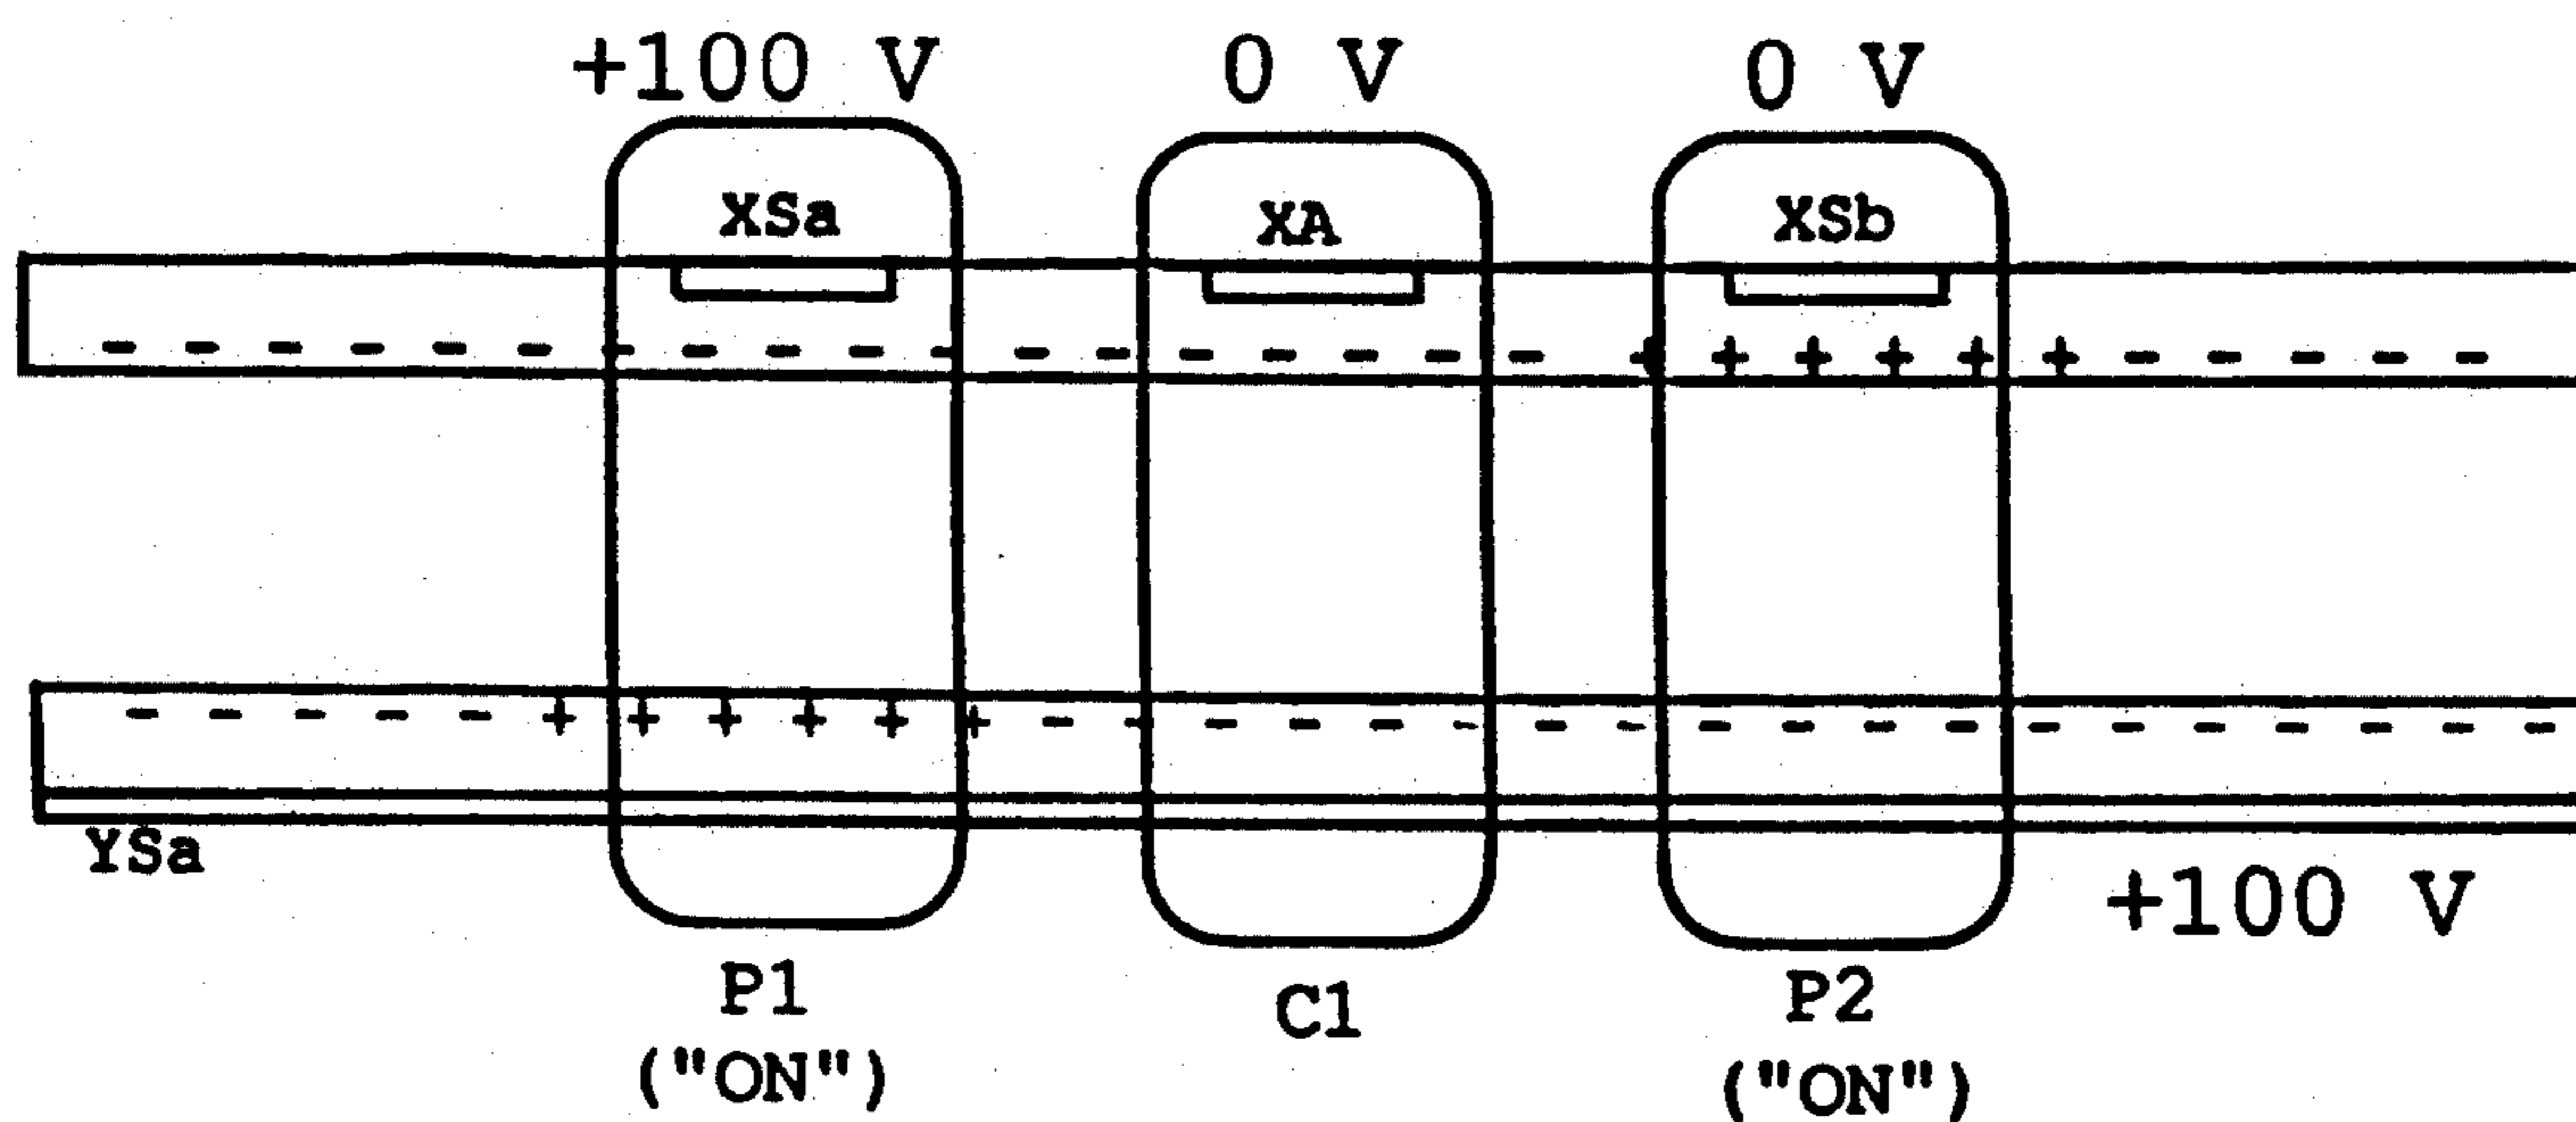 +100 V 0 V 0 V
XSa XA XSb
- - - - - - - - - - - - - - - - - - + + + + + + - - - - -
- - - - - + + + + + + - - - - - - - - - - - - - - - - - - -
YSa
+100 V
P1 C1 P2
("ON") ("ON")